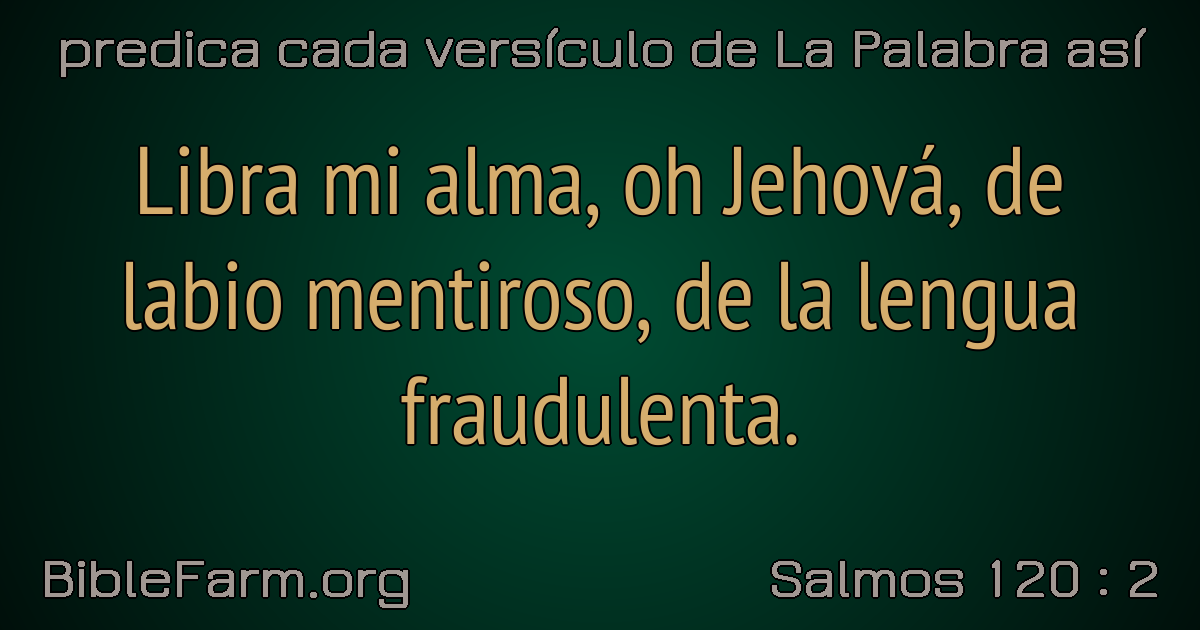 predica cada versículo de La Palabra así
Libra mi alma, oh Jehová, de
labio mentiroso, de la lengua
fraudulenta.
BibleFarm.org
Salmos 120 : 2